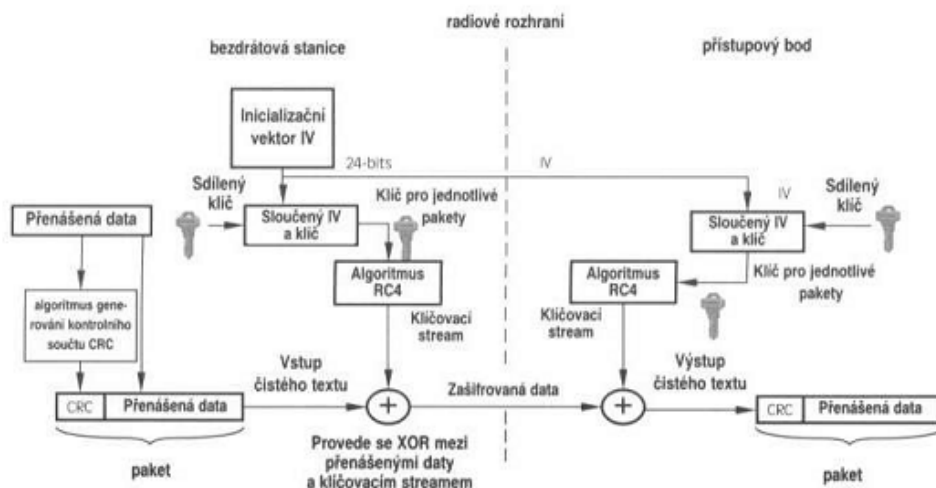 radiové rozhraní
bezdrátová stanice
přístupový bod
Inicializační
vektor IV
24-bits
IV
Sdílený
klíč
Klíč pro jednotlivé
pakety
IV
Sdílený
klíč
Přenášená data
Sloučený IV
a klíč
Sloučený IV
a klíč
Algoritmus
RC4
Algoritmus
RC4
Klíč pro jednotlivé
pakety
algoritmus gene-
rování kontrolního
součtu CRC
Klíčovací
stream
Klíčovací
stream
Vstup
čistého textu
Výstup
čistého textu
CRC
Přenášená data
+
Zašifrovaná data
+
CRC
Přenášená data
paket
Provede se XOR mezi
přenášenými daty
a klíčovacím streamem
paket